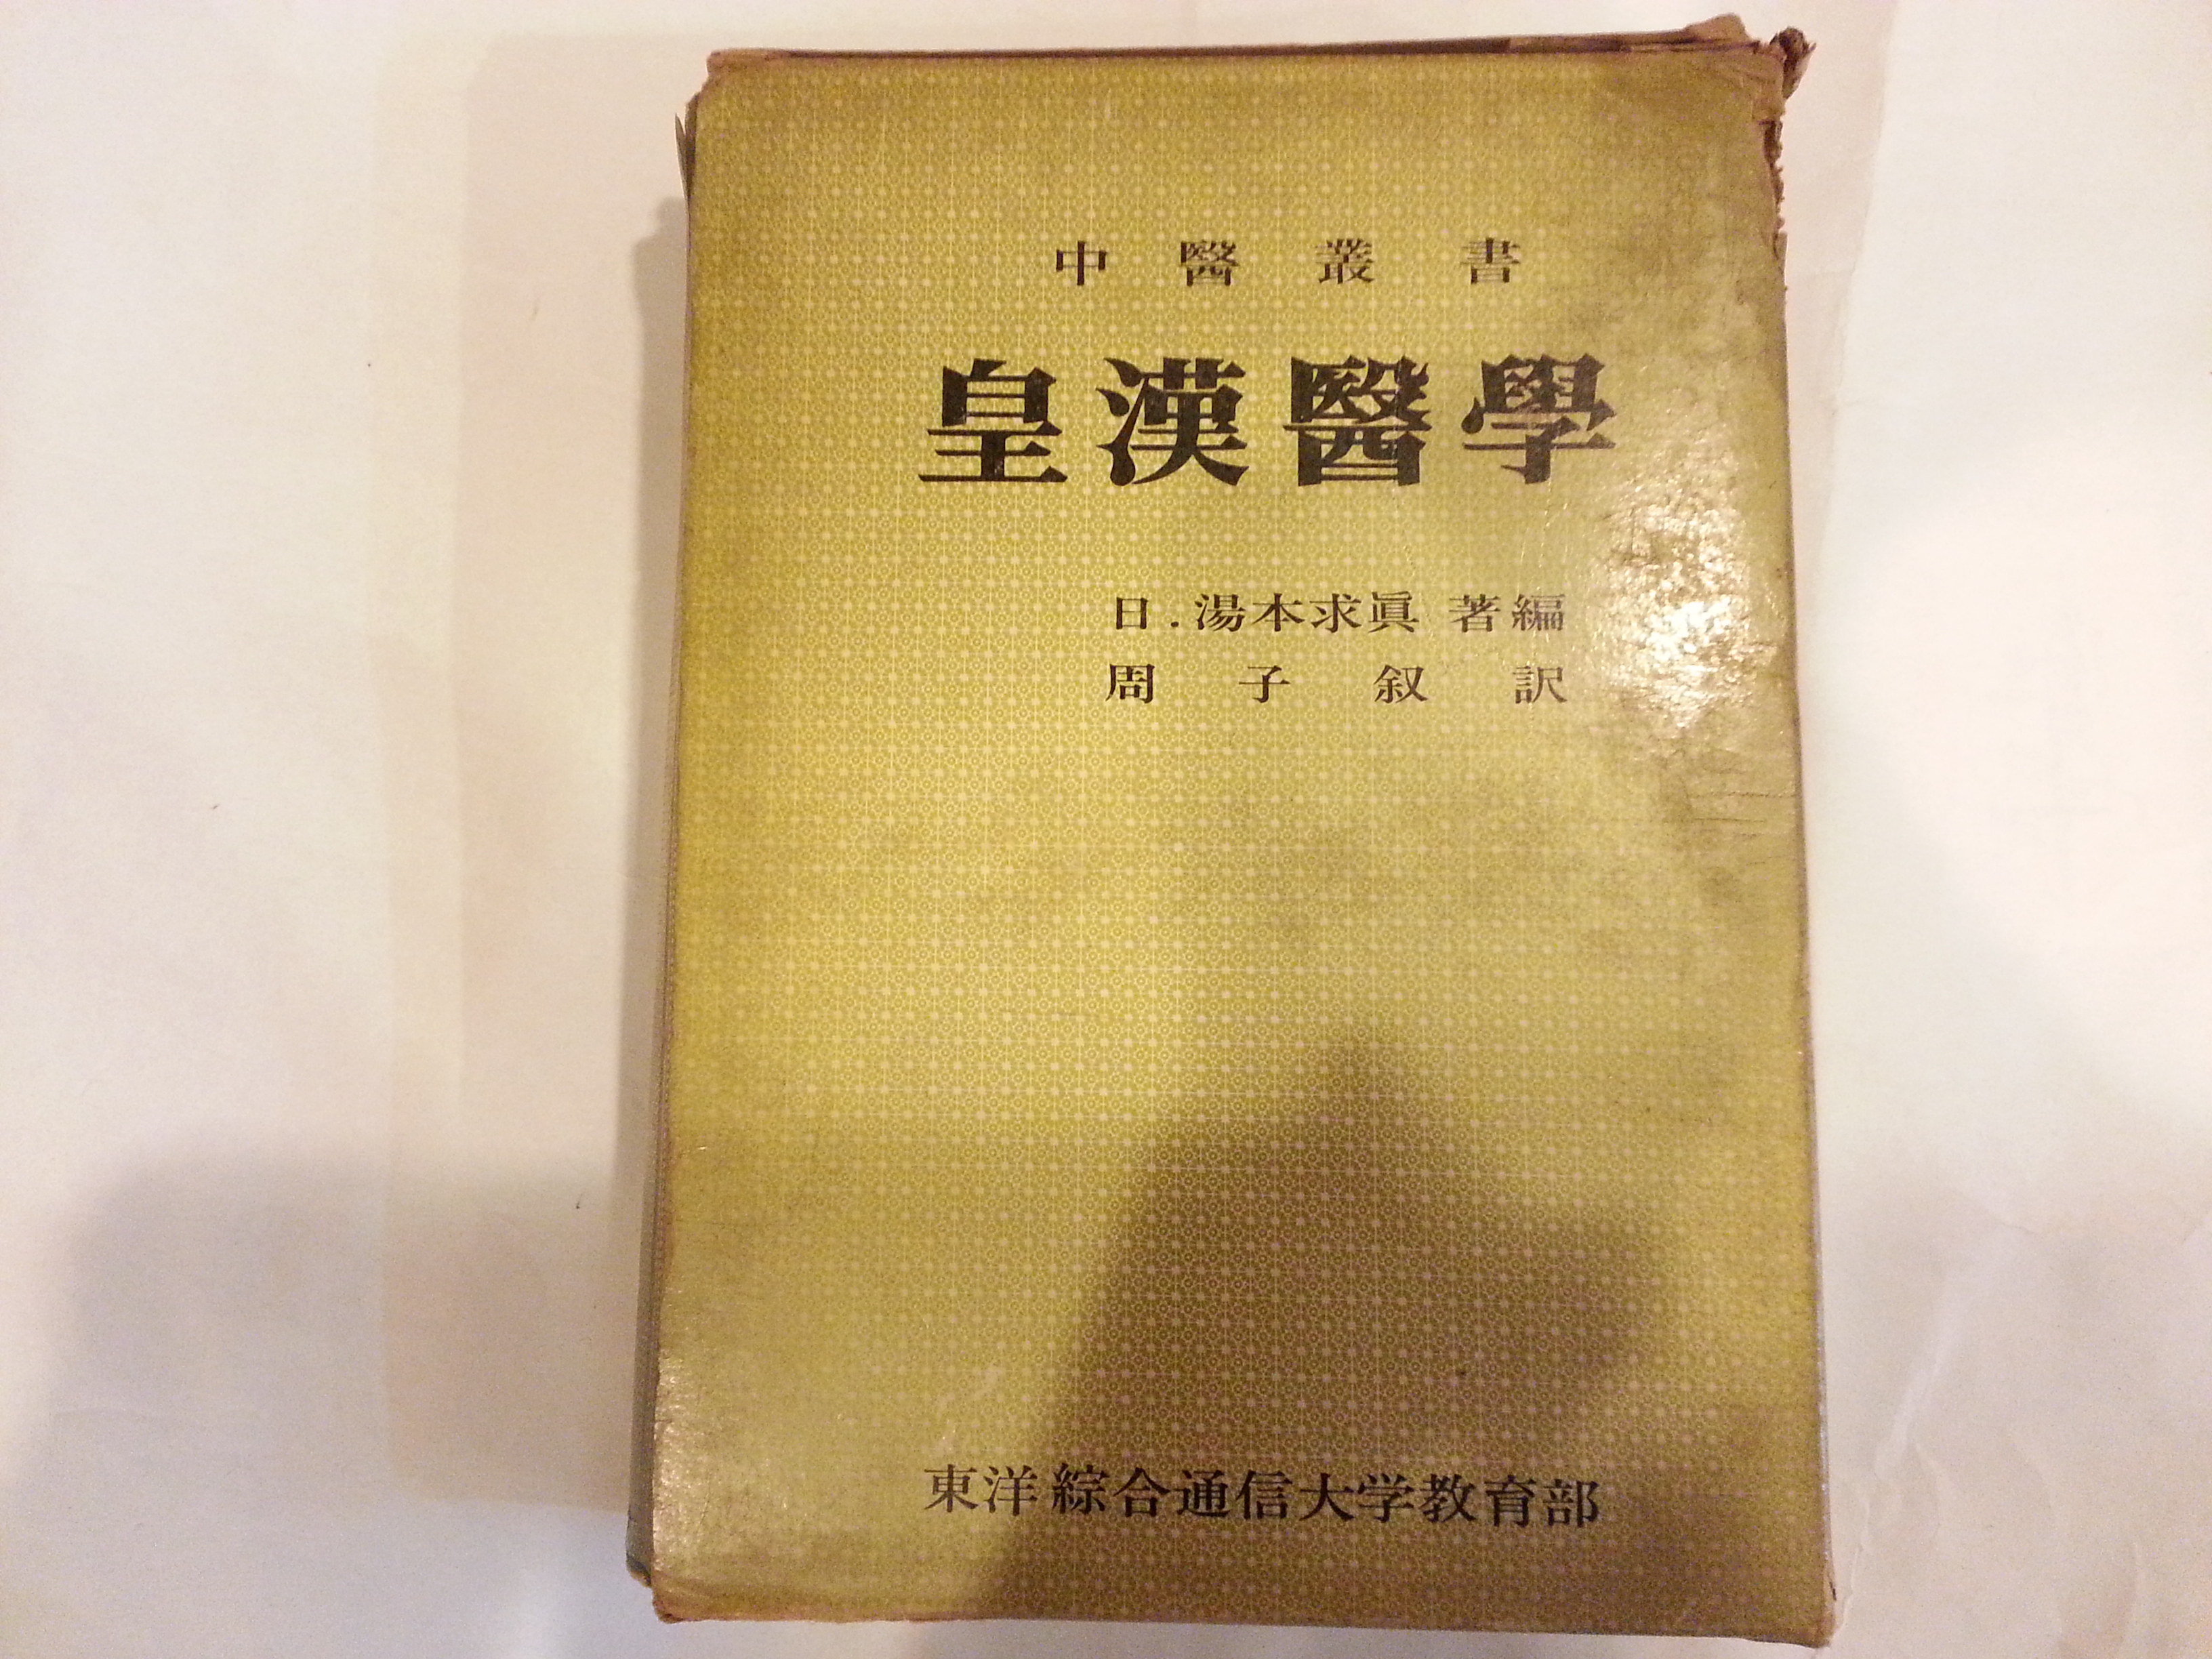 中醫叢書
皇漢醫學
日.湯本求眞 著編
周子叙訳
東洋綜合通信大学教育部